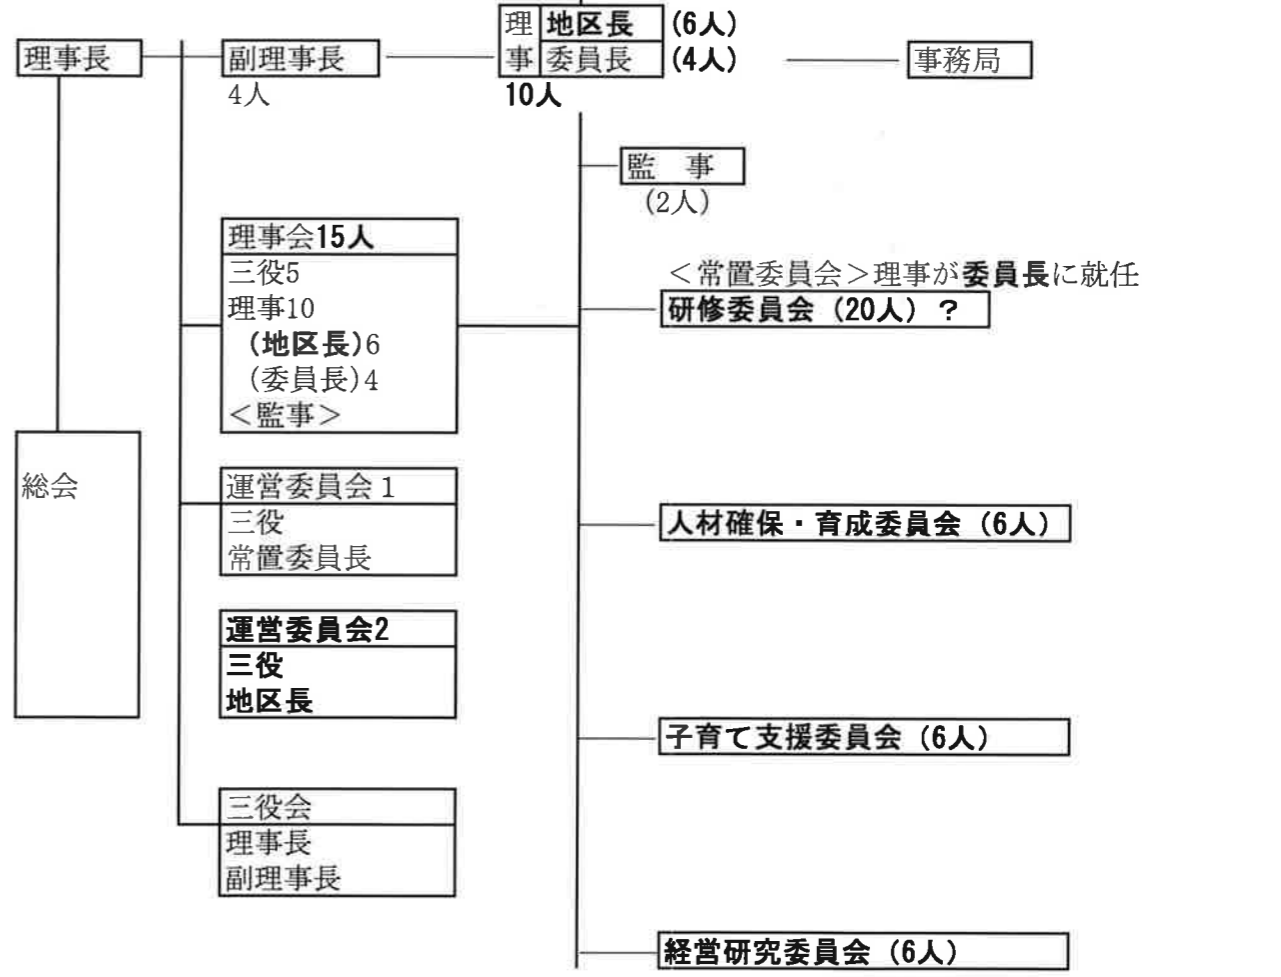 理事長
副理事長
4人
理事
地区長
(6人)
委員長
(4人)
10人
事務局
監 事
(2人)
理事会15人
三役5
理事10
(地区長)6
(委員長)4
<監事>
<常置委員会>理事が委員長に就任
研修委員会 (20人) ?
総会
運営委員会1
三役
常置委員長
人材確保・育成委員会 (6人)
運営委員会2
三役
地区長
子育て支援委員会 (6人)
三役会
理事長
副理事長
経営研究委員会 (6人)